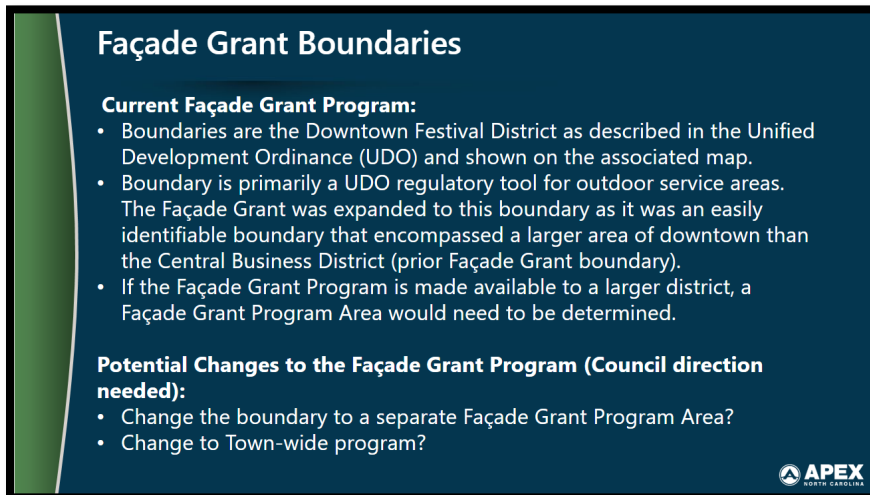 Façade Grant Boundaries
Current Façade Grant Program:
• Boundaries are the Downtown Festival District as described in the Unified
Development Ordinance (UDO) and shown on the associated map.
• Boundary is primarily a UDO regulatory tool for outdoor service areas.
The Façade Grant was expanded to this boundary as it was an easily
identifiable boundary that encompassed a larger area of downtown than
the Central Business District (prior Façade Grant boundary).
• If the Façade Grant Program is made available to a larger district, a
Façade Grant Program Area would need to be determined.
Potential Changes to the Façade Grant Program (Council direction
needed):
• Change the boundary to a separate Façade Grant Program Area?
• Change to Town-wide program?
APEX
NORTH CAROLINA